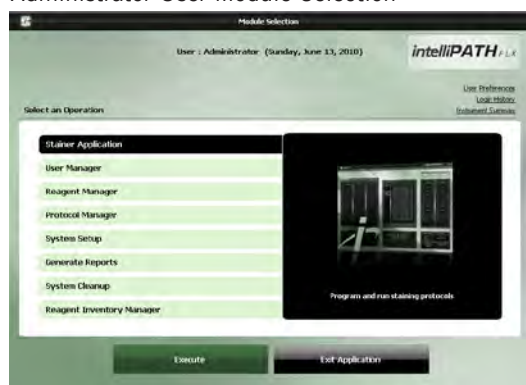 Administrator User Module Selection
Module Selection
User : Administrator (Sunday, June 13, 2010)
intelliPATH FLX
User Preferences
Login History
Instrument Summary
Select an Operation
Stainer Application
User Manager
Reagent Manager
Protocol Manager
System Setup
Generate Reports
System Cleanup
Reagent Inventory Manager
Program and run staining protocols
Execute
Exit Application